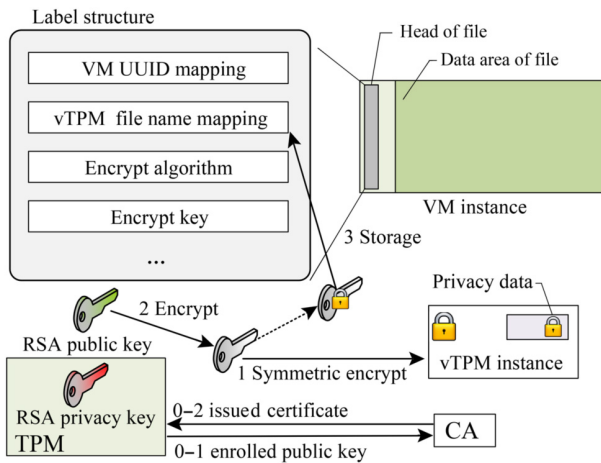 Label structure
VM UUID mapping
vTPM file name mapping
Encrypt algorithm
Encrypt key
...
Head of file
Data area of file
VM instance
3 Storage
2 Encrypt
RSA public key
1 Symmetric encrypt
Privacy data
vTPM instance
RSA privacy key
TPM
0–2 issued certificate
0–1 enrolled public key
CA